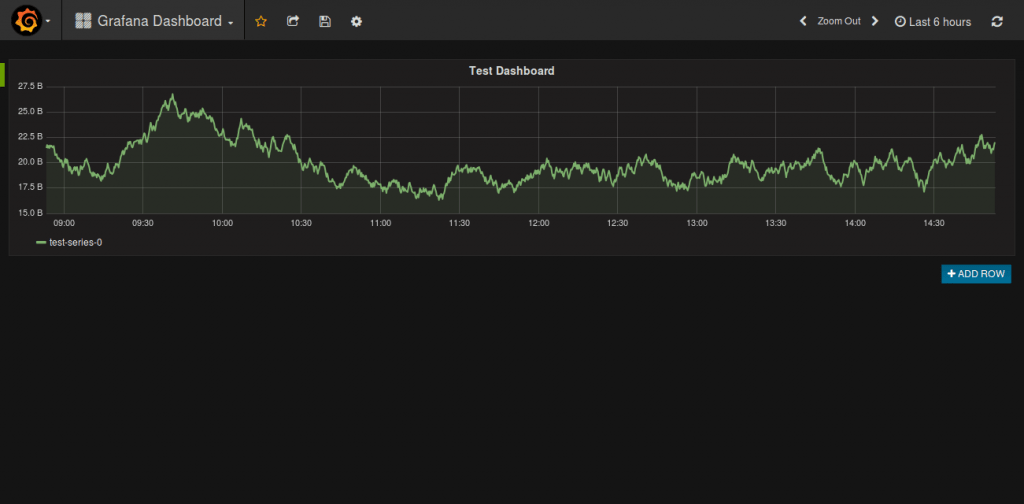 Grafana Dashboard
Zoom Out
Last 6 hours
Test Dashboard
27.5 B
25.0 B
22.5 B
20.0 B
17.5 B
15.0 B
09:00 09:30 10:00 10:30 11:00 11:30 12:00 12:30 13:00 13:30 14:00 14:30
test-series-0
ADD ROW